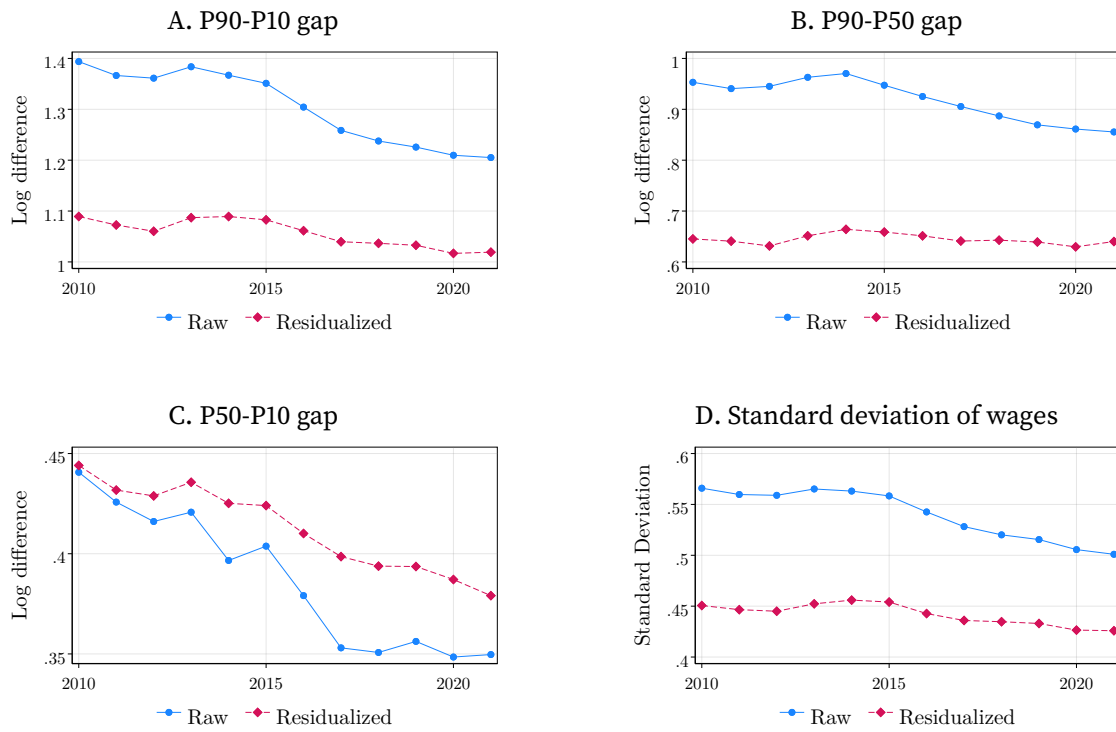 A. P90-P10 gap
Log difference
1.4
1.3
1.2
1.1
1
2010 2015 2020
Raw Residualized
B. P90-P50 gap
Log difference
1
.9
.8
.7
.6
2010 2015 2020
Raw Residualized
C. P50-P10 gap
Log difference
.45
.4
.35
2010 2015 2020
Raw Residualized
D. Standard deviation of wages
Standard Deviation
.6
.55
.5
.45
.4
2010 2015 2020
Raw Residualized